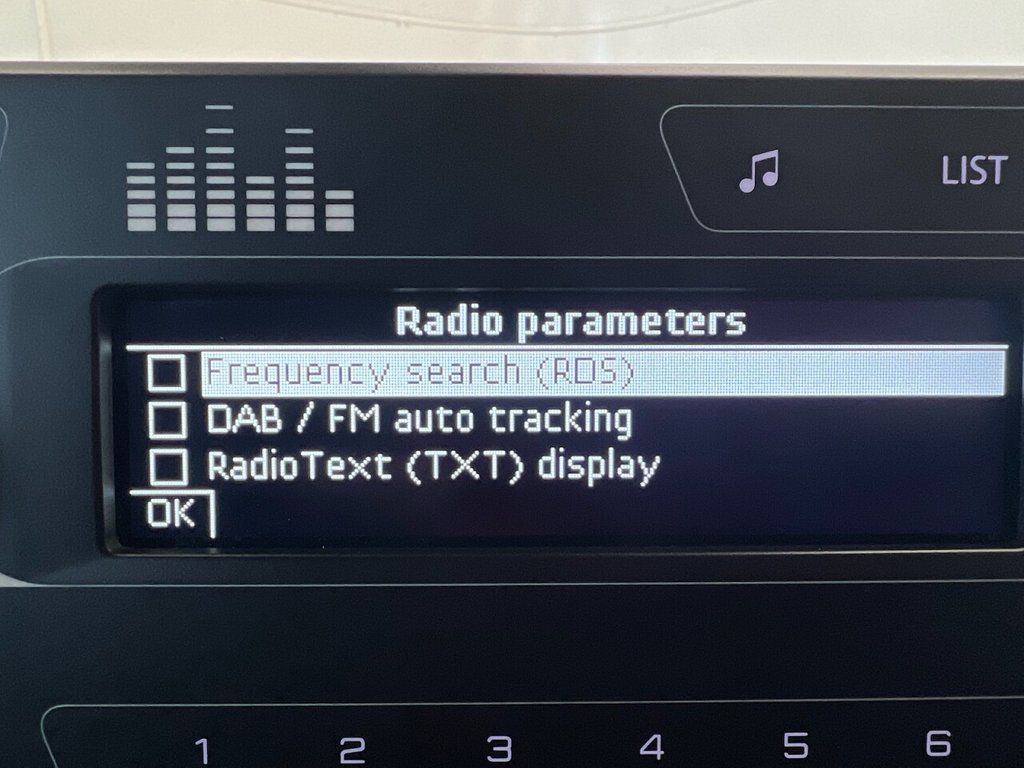 LIST
Radio parameters
Frequency search (RDS)
DAB / FM auto tracking
RadioText (TXT) display
OK
1 2 3 4 5 6